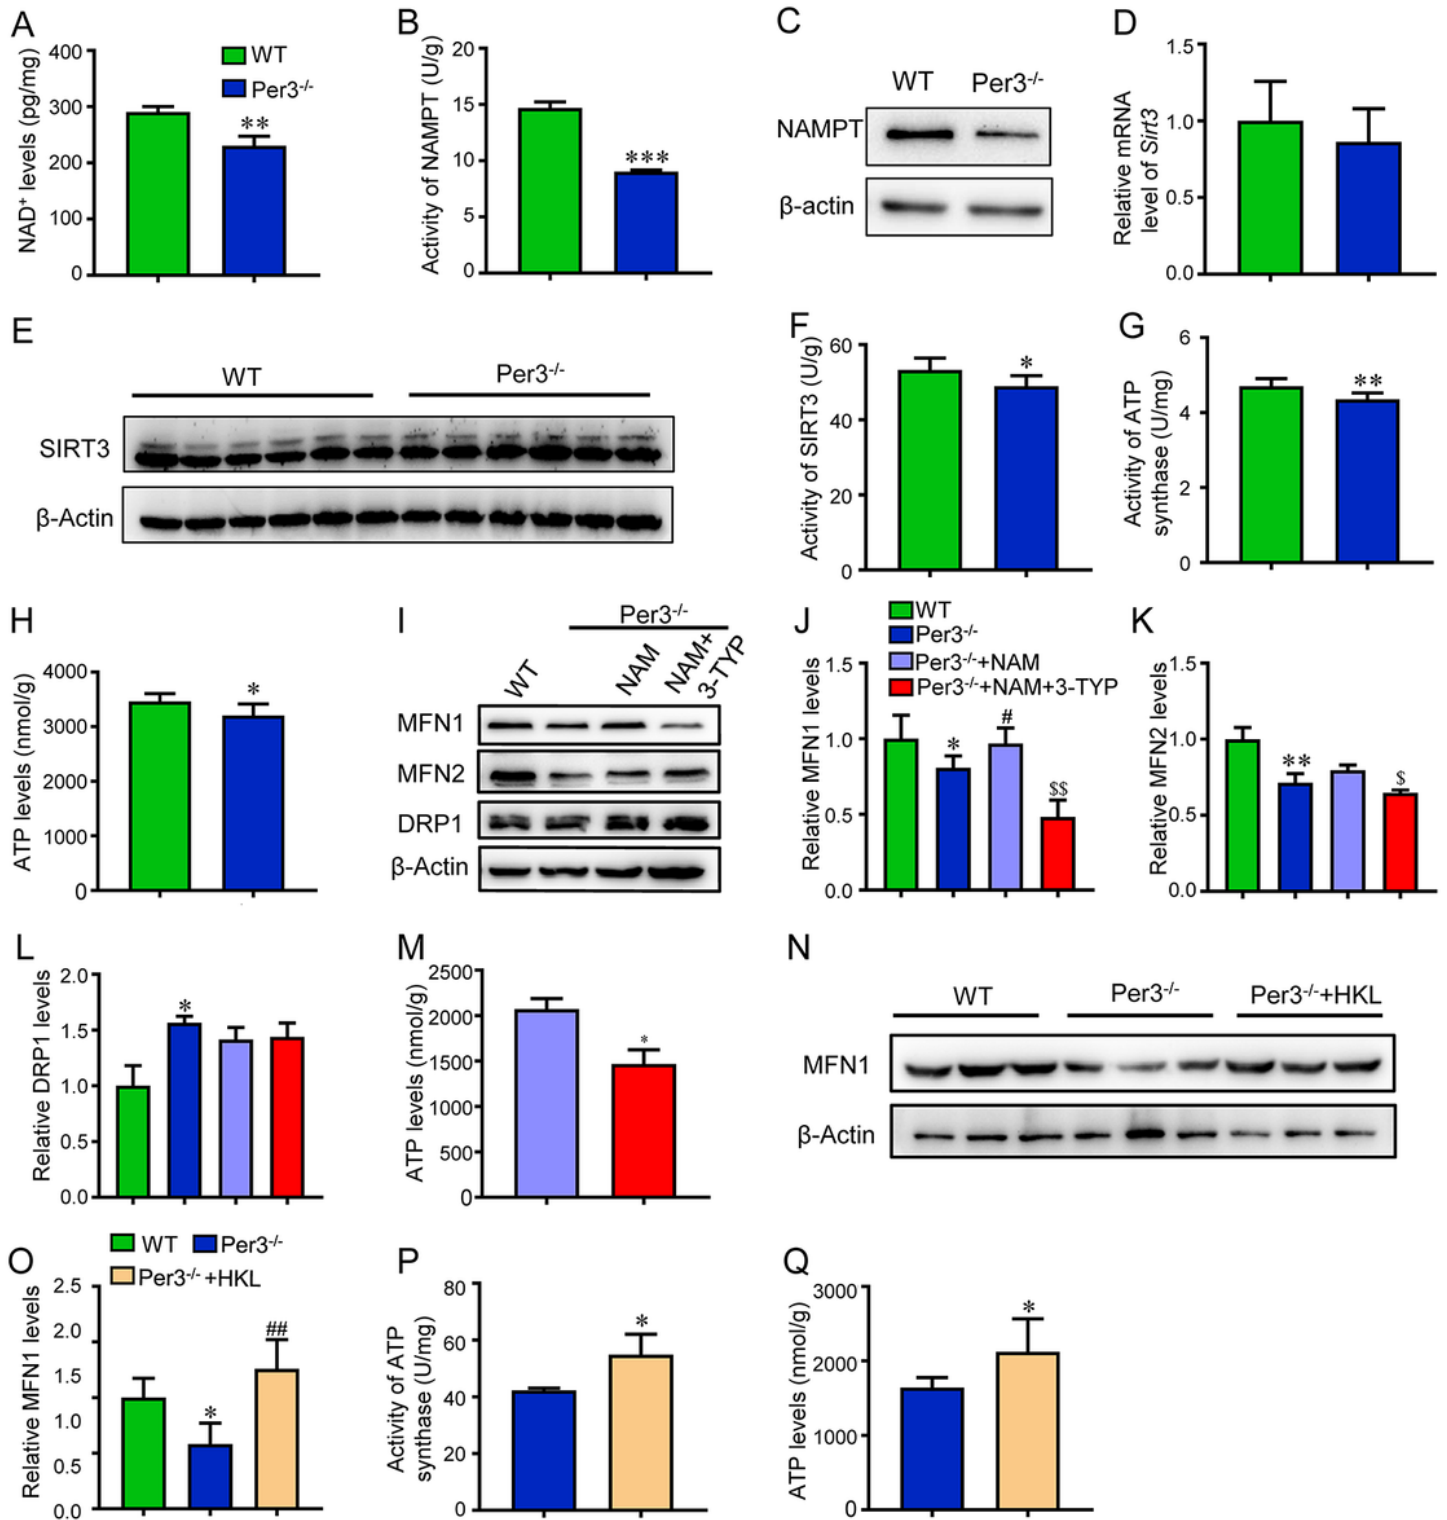 A
NAD⁺ levels (pg/mg)
400
300
200
100
0
WT
Per3⁻/⁻
**
B
Activity of NAMPT (U/g)
20
15
10
5
0
***
C
WT Per3⁻/⁻
NAMPT
β-actin
D
Relative mRNA
level of Sirt3
1.5
1.0
0.5
0.0
E
WT Per3⁻/⁻
SIRT3
β-Actin
F
Activity of SIRT3 (U/g)
60
40
20
0
*
G
Activity of ATP
synthase (U/mg)
6
4
2
0
**
H
ATP levels (nmol/g)
4000
3000
2000
1000
0
*
I
Per3⁻/⁻
WT
NAM
NAM+
3-TYP
MFN1
MFN2
DRP1
β-Actin
J
WT
Per3⁻/⁻
Per3⁻/⁻+NAM
Per3⁻/⁻+NAM+3-TYP
Relative MFN1 levels
1.5
1.0
0.5
0.0
*
#
$$
K
Relative MFN2 levels
1.5
1.0
0.5
0.0
**
$
L
Relative DRP1 levels
2.0
1.5
1.0
0.5
0.0
*
M
ATP levels (nmol/g)
2500
2000
1500
1000
500
0
*
N
WT Per3⁻/⁻ Per3⁻/⁻+HKL
MFN1
β-Actin
O
WT Per3⁻/⁻
Per3⁻/⁻ +HKL
Relative MFN1 levels
2.5
2.0
1.5
1.0
0.5
0.0
*
##
P
Activity of ATP
synthase (U/mg)
80
60
40
20
0
*
Q
ATP levels (nmol/g)
3000
2000
1000
0
*